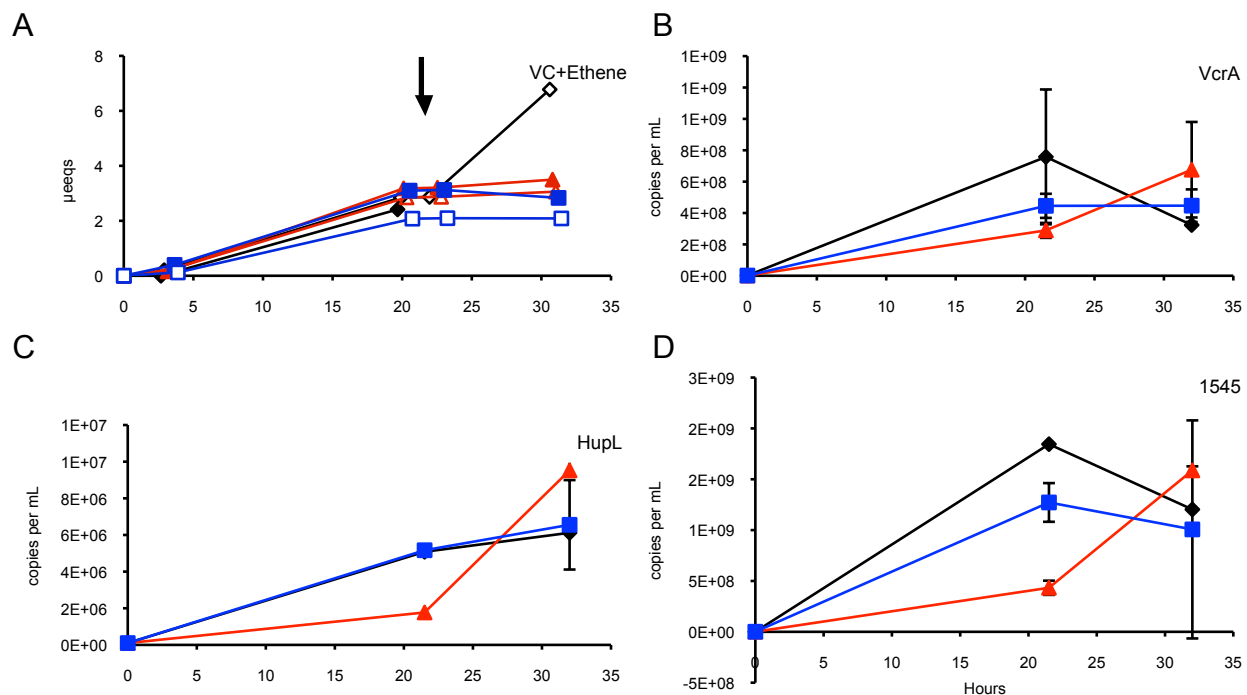 A
VC+Ethene
µeeqs
8
6
4
2
0
0 5 10 15 20 25 30 35
B
VcrA
copies per mL
1E+09
1E+09
8E+08
6E+08
4E+08
2E+08
0E+00
0 5 10 15 20 25 30 35
C
HupL
copies per mL
1E+07
1E+07
8E+06
6E+06
4E+06
2E+06
0E+00
0 5 10 15 20 25 30 35
D
1545
copies per mL
3E+09
2E+09
2E+09
1E+09
5E+08
0E+00
-5E+08
0 5 10 15 20 25 30 35
Hours